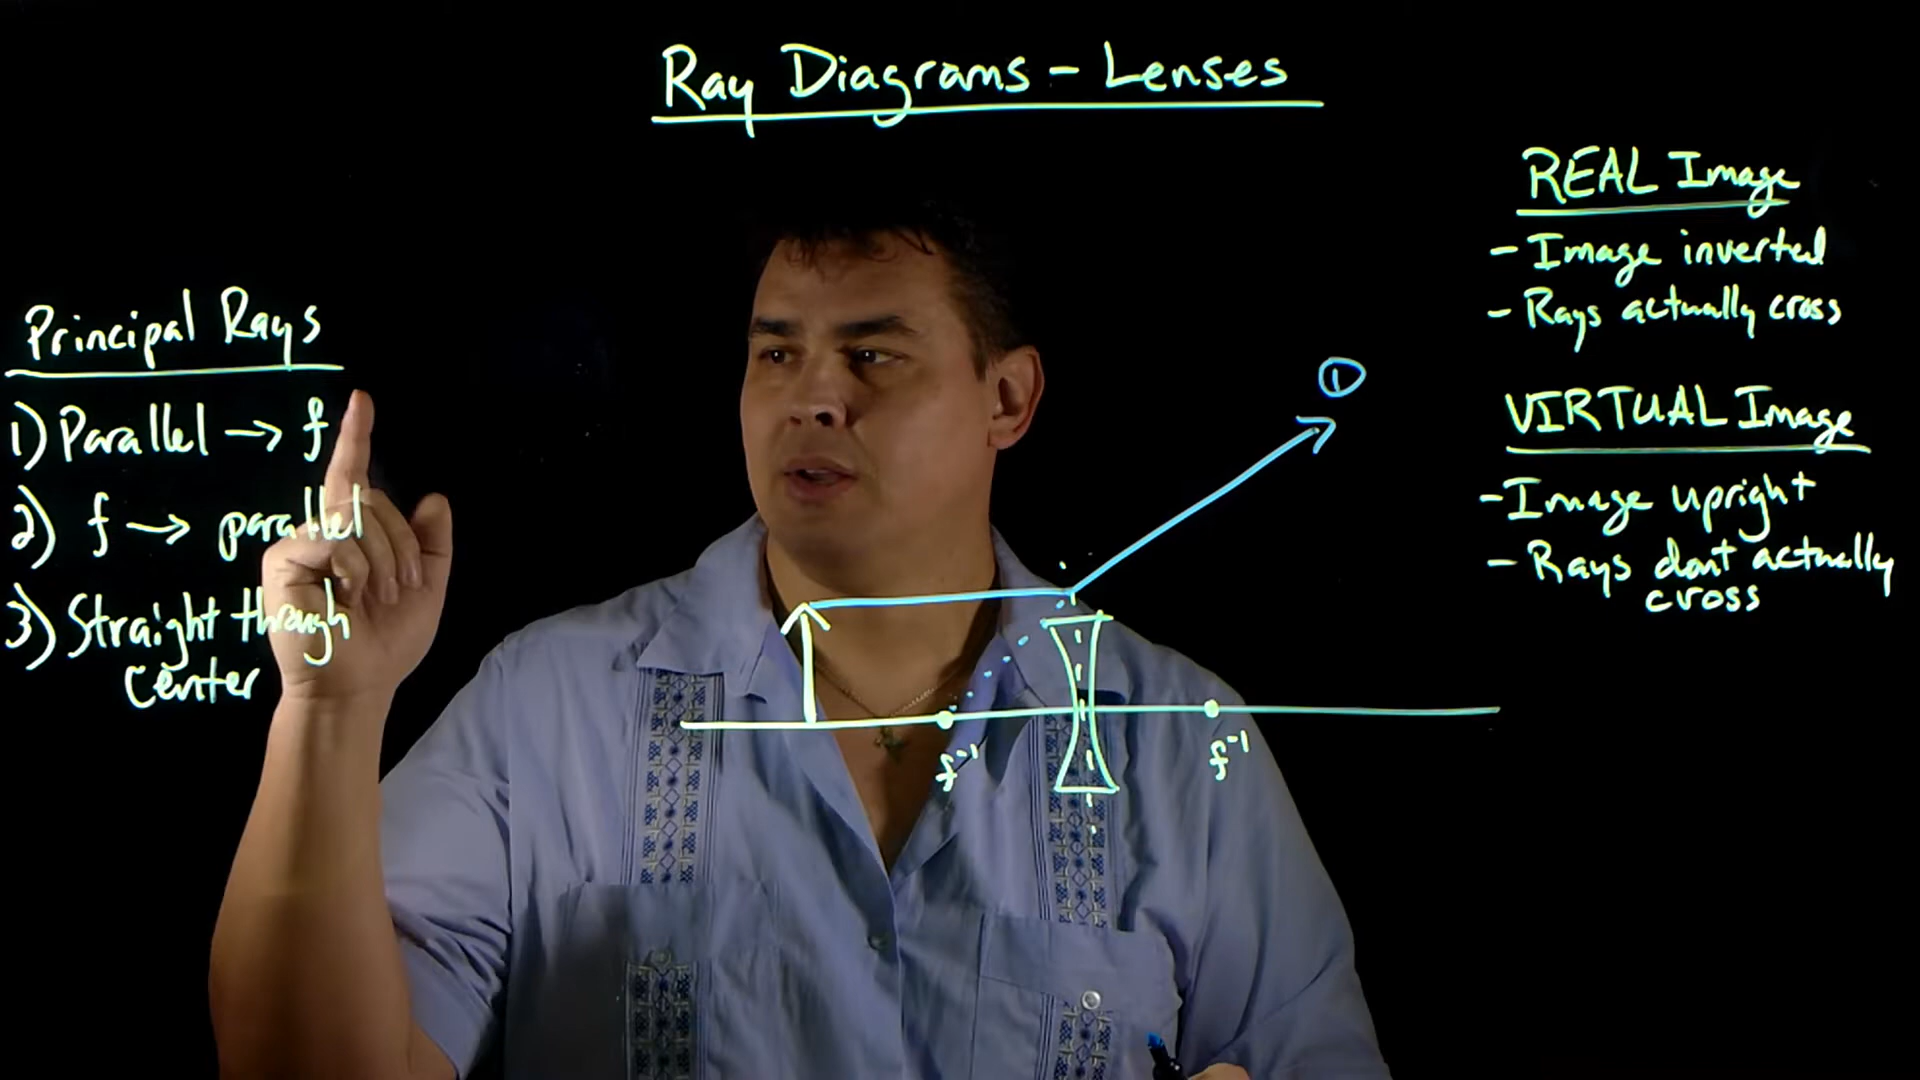 Ray Diagrams - Lenses
Principal Rays
1) Parallel → f
2) f → parallel
3) Straight through
center
①
f⁻¹
f⁻¹
REAL Image
- Image inverted
- Rays actually cross
VIRTUAL Image
- Image upright
- Rays dont actually
cross